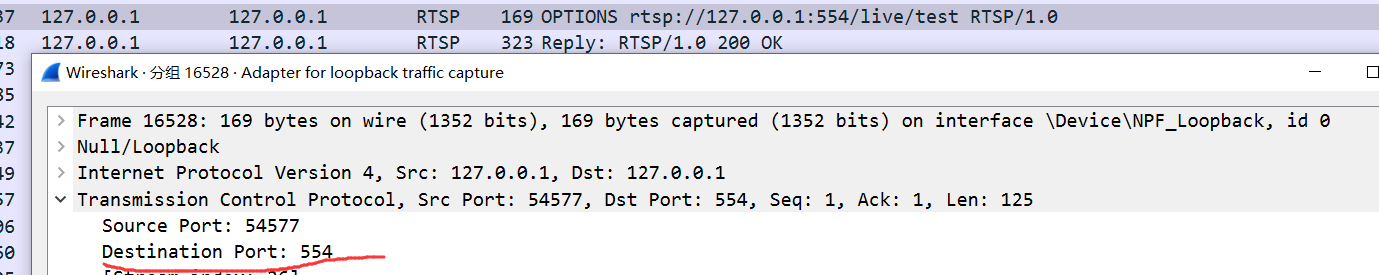 37 127.0.0.1 127.0.0.1 RTSP 169 OPTIONS rtsp://127.0.0.1:554/live/test RTSP/1.0
18 127.0.0.1 127.0.0.1 RTSP 323 Reply: RTSP/1.0 200 OK
73
Wireshark · 分组 16528 · Adapter for loopback traffic capture
35
42
Frame 16528: 169 bytes on wire (1352 bits), 169 bytes captured (1352 bits) on interface \Device\NPF_Loopback, id 0
37
Null/Loopback
49
Internet Protocol Version 4, Src: 127.0.0.1, Dst: 127.0.0.1
57
Transmission Control Protocol, Src Port: 54577, Dst Port: 554, Seq: 1, Ack: 1, Len: 125
06
Source Port: 54577
60
Destination Port: 554